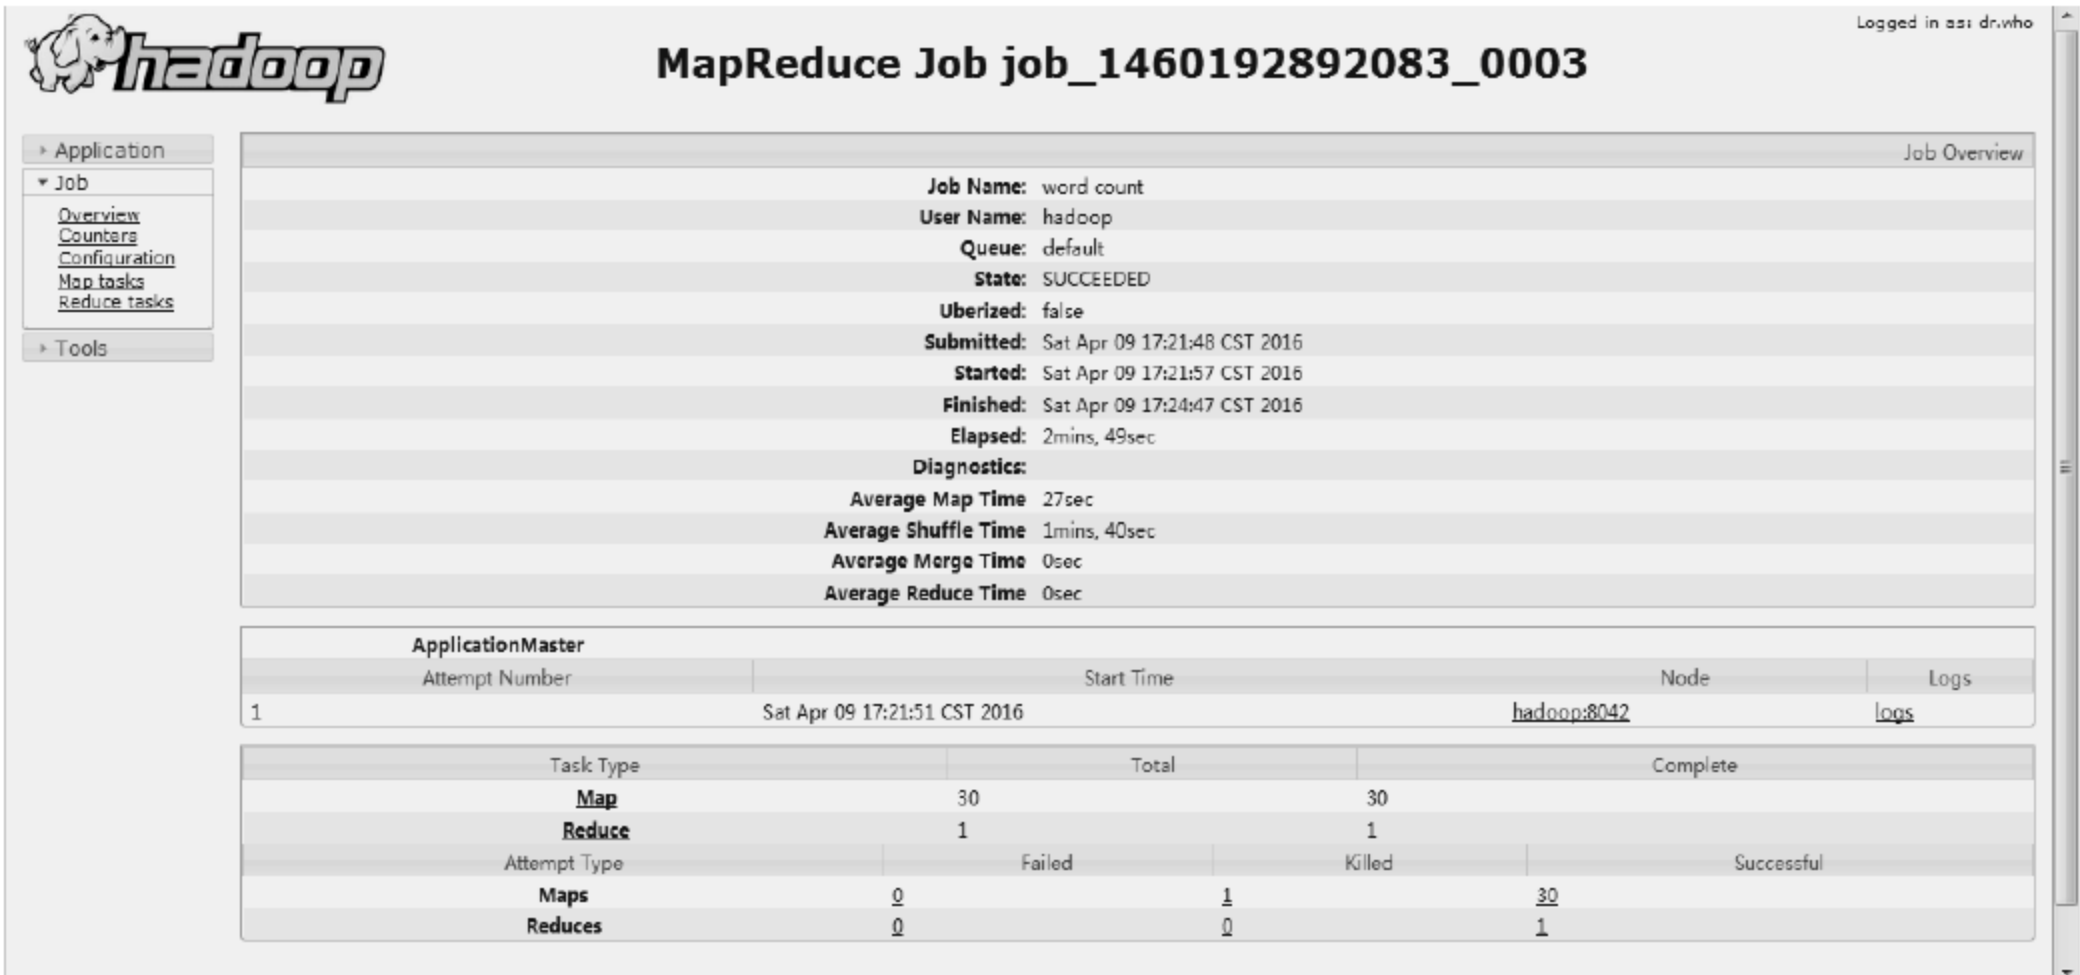 Logged in as: dr.who
hadoop
MapReduce Job job_1460192892083_0003
Application
Job
Overview
Counters
Configuration
Map tasks
Reduce tasks
Tools
Job Overview
Job Name: word count
User Name: hadoop
Queue: default
State: SUCCEEDED
Uberized: false
Submitted: Sat Apr 09 17:21:48 CST 2016
Started: Sat Apr 09 17:21:57 CST 2016
Finished: Sat Apr 09 17:24:47 CST 2016
Elapsed: 2mins, 49sec
Diagnostics:
Average Map Time 27sec
Average Shuffle Time 1mins, 40sec
Average Merge Time 0sec
Average Reduce Time 0sec
ApplicationMaster
Attempt Number Start Time Node Logs
1 Sat Apr 09 17:21:51 CST 2016 hadoop:8042 logs
Task Type Total Complete
Map 30 30
Reduce 1 1
Attempt Type Failed Killed Successful
Maps 0 1 30
Reduces 0 0 1